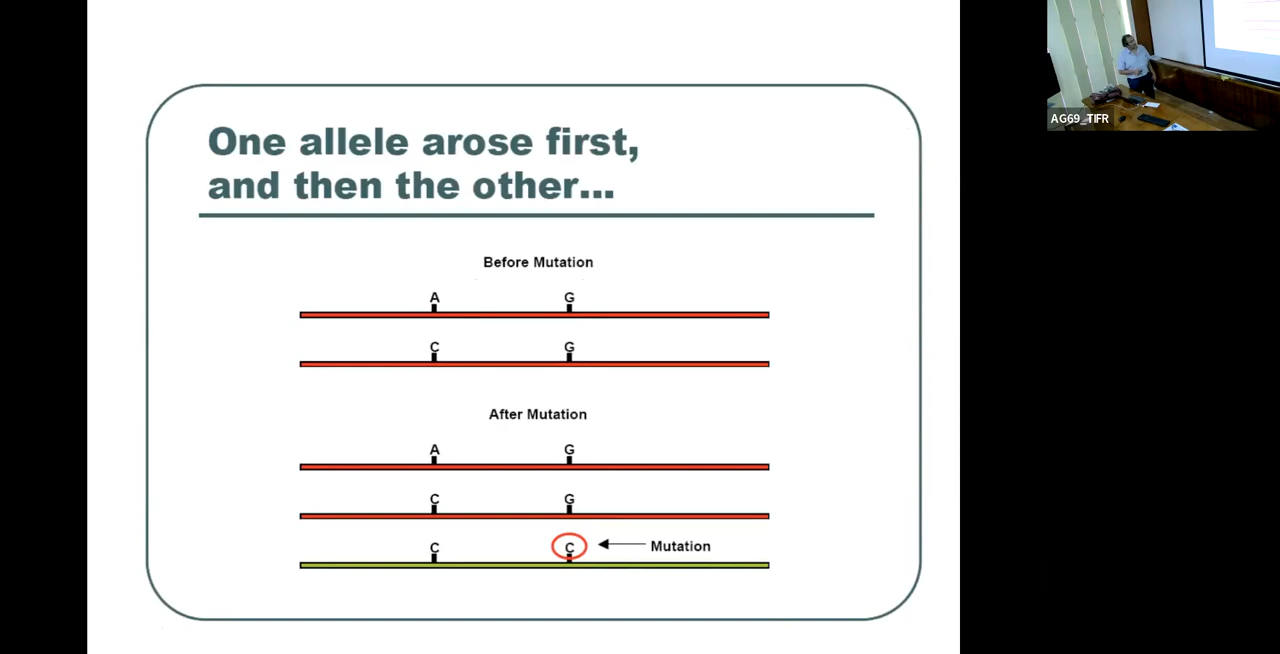 One allele arose first,
and then the other...
Before Mutation
A G
C G
After Mutation
A G
C G
C C Mutation
AG69_TIFR